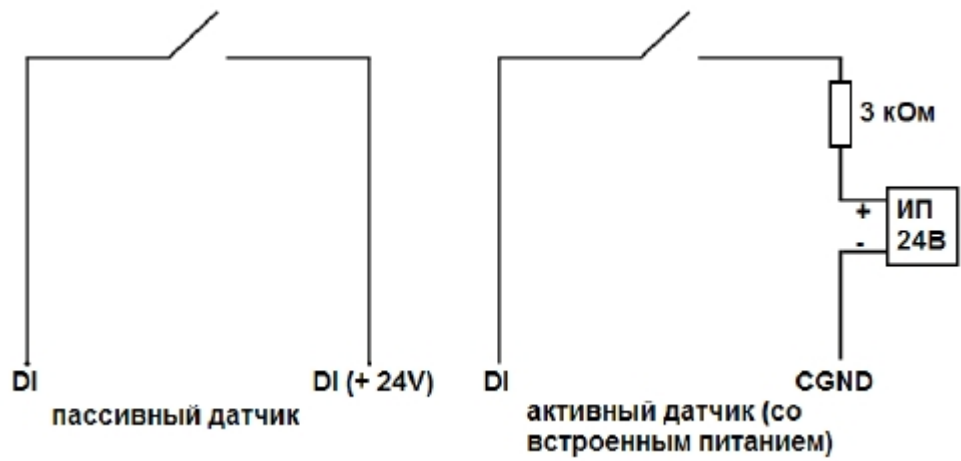 3 кОм
+ ИП
- 24В
DI
DI (+ 24V)
DI
CGND
пассивный датчик
активный датчик (со
встроенным питанием)